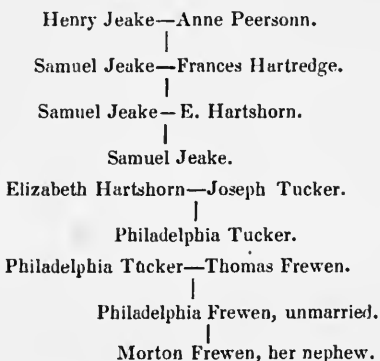 Henry Jeake—Anne Peersonn.
Samuel Jeake—Frances Hartredge.
Samuel Jeake—E. Hartshorn.
Samuel Jeake.
Elizabeth Hartshorn—Joseph Tucker.
Philadelphia Tucker.
Philadelphia Tucker—Thomas Frewen.
Philadelphia Frewen, unmarried.
Morton Frewen, her nephew.